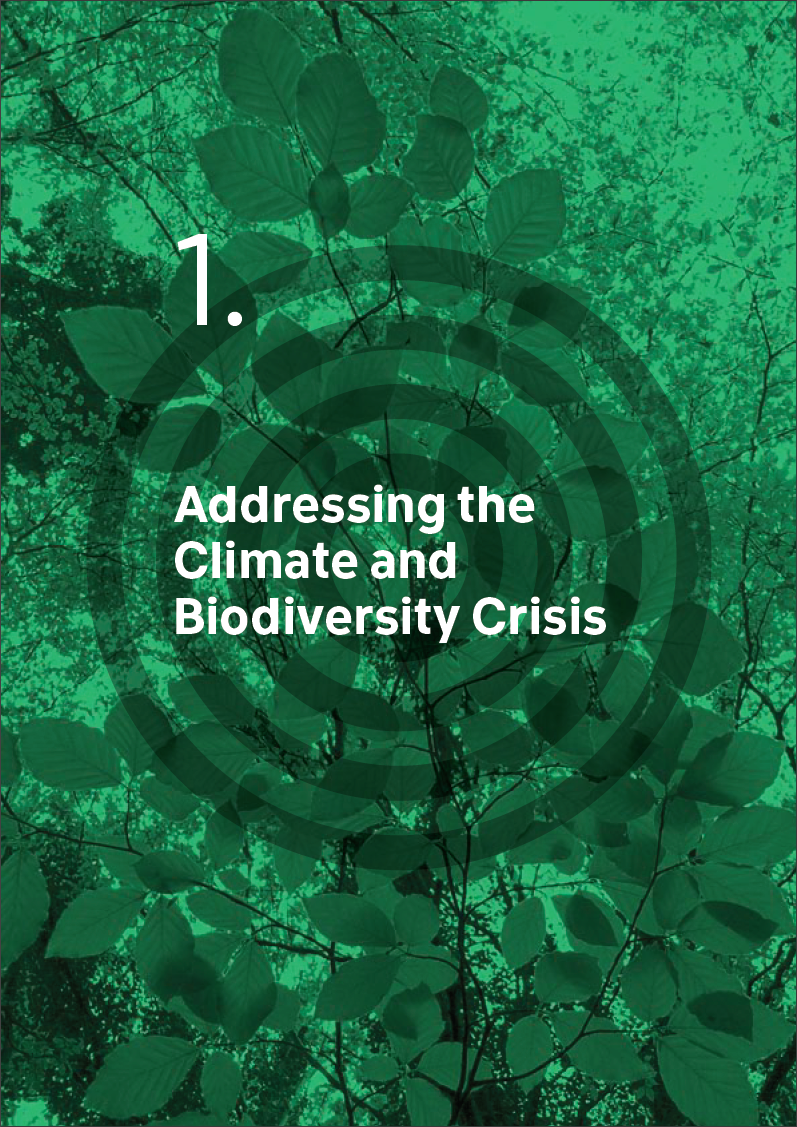 1.
Addressing the
Climate and
Biodiversity Crisis